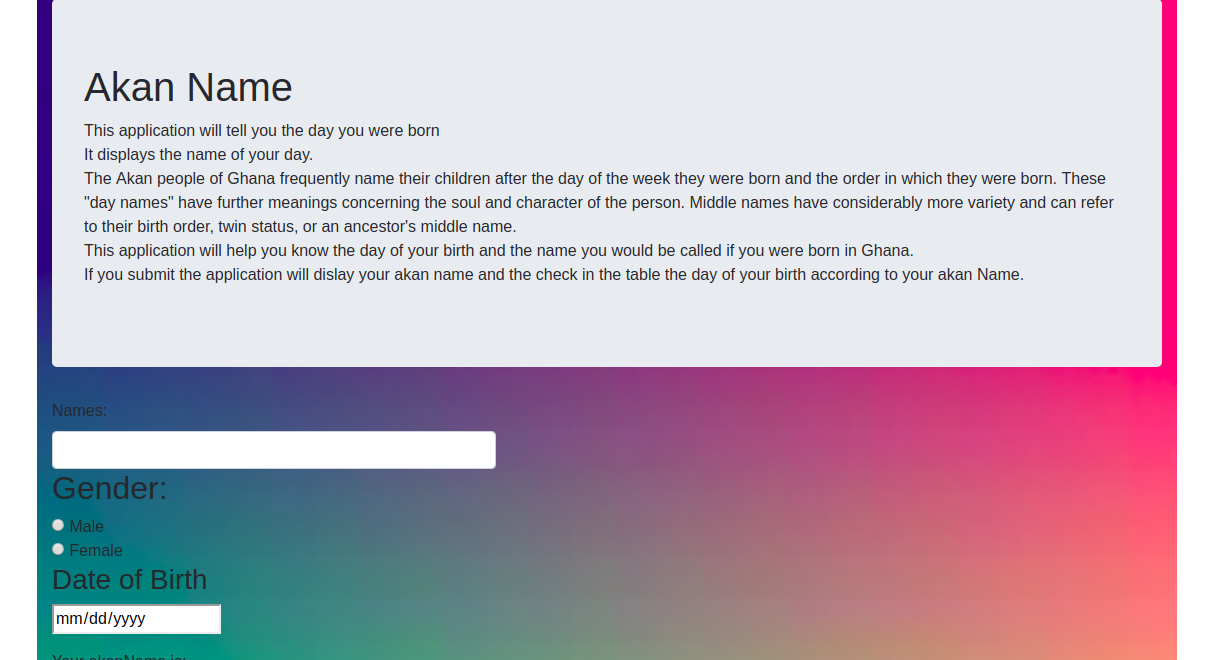 Akan Name
This application will tell you the day you were born
It displays the name of your day.
The Akan people of Ghana frequently name their children after the day of the week they were born and the order in which they were born. These
"day names" have further meanings concerning the soul and character of the person. Middle names have considerably more variety and can refer
to their birth order, twin status, or an ancestor's middle name.
This application will help you know the day of your birth and the name you would be called if you were born in Ghana.
If you submit the application will dislay your akan name and the check in the table the day of your birth according to your akan Name.
Names:
Gender:
Male
Female
Date of Birth
mm/dd/yyyy
Your akanName is: